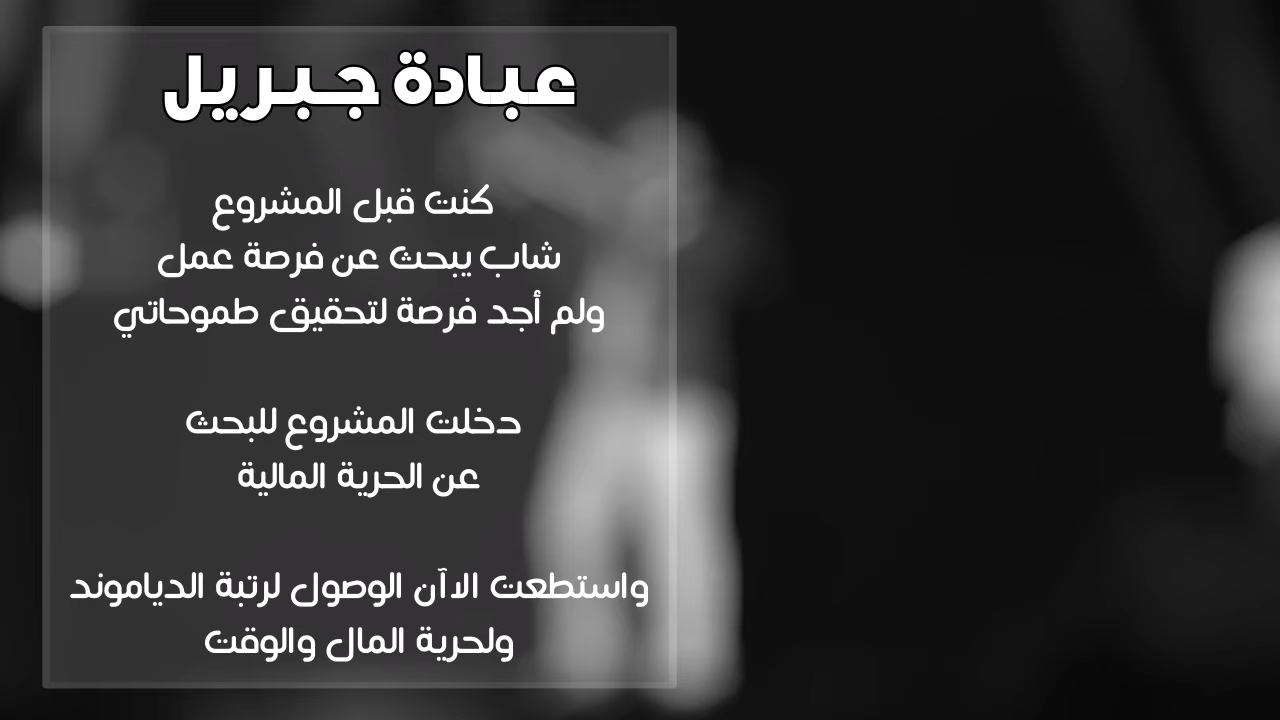 عبادة جبريل
كنت قبل المشروع
شاب يبحث عن فرصة عمل
ولم أجد فرصة لتحقيق طموحاتي
دخلت المشروع للبحث
عن الحرية المالية
واستطعت الاآن الوصول لرتبة الدياموند
ولحرية المال والوقت